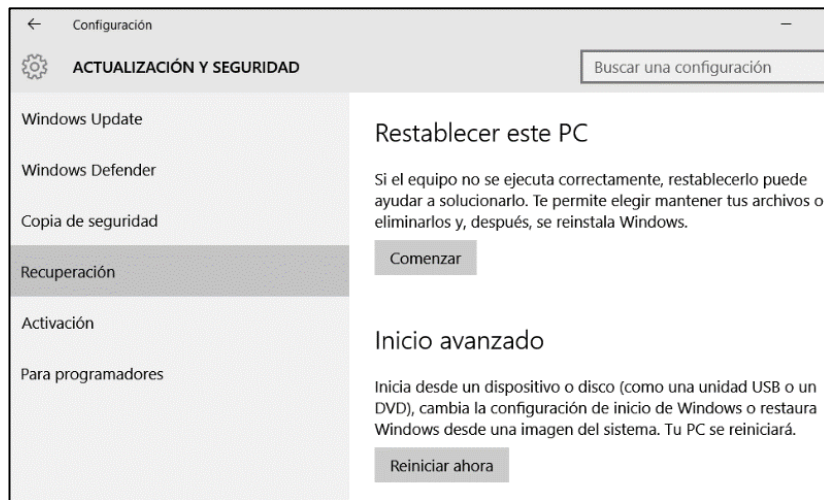 Configuración
ACTUALIZACIÓN Y SEGURIDAD
Buscar una configuración
Windows Update
Windows Defender
Copia de seguridad
Recuperación
Activación
Para programadores
Restablecer este PC
Si el equipo no se ejecuta correctamente, restablecerlo puede
ayudar a solucionarlo. Te permite elegir mantener tus archivos o
eliminarlos y, después, se reinstala Windows.
Comenzar
Inicio avanzado
Inicia desde un dispositivo o disco (como una unidad USB o un
DVD), cambia la configuración de inicio de Windows o restaura
Windows desde una imagen del sistema. Tu PC se reiniciará.
Reiniciar ahora